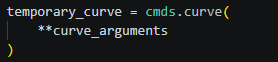 temporary_curve = cmds.curve(
    **curve_arguments
)